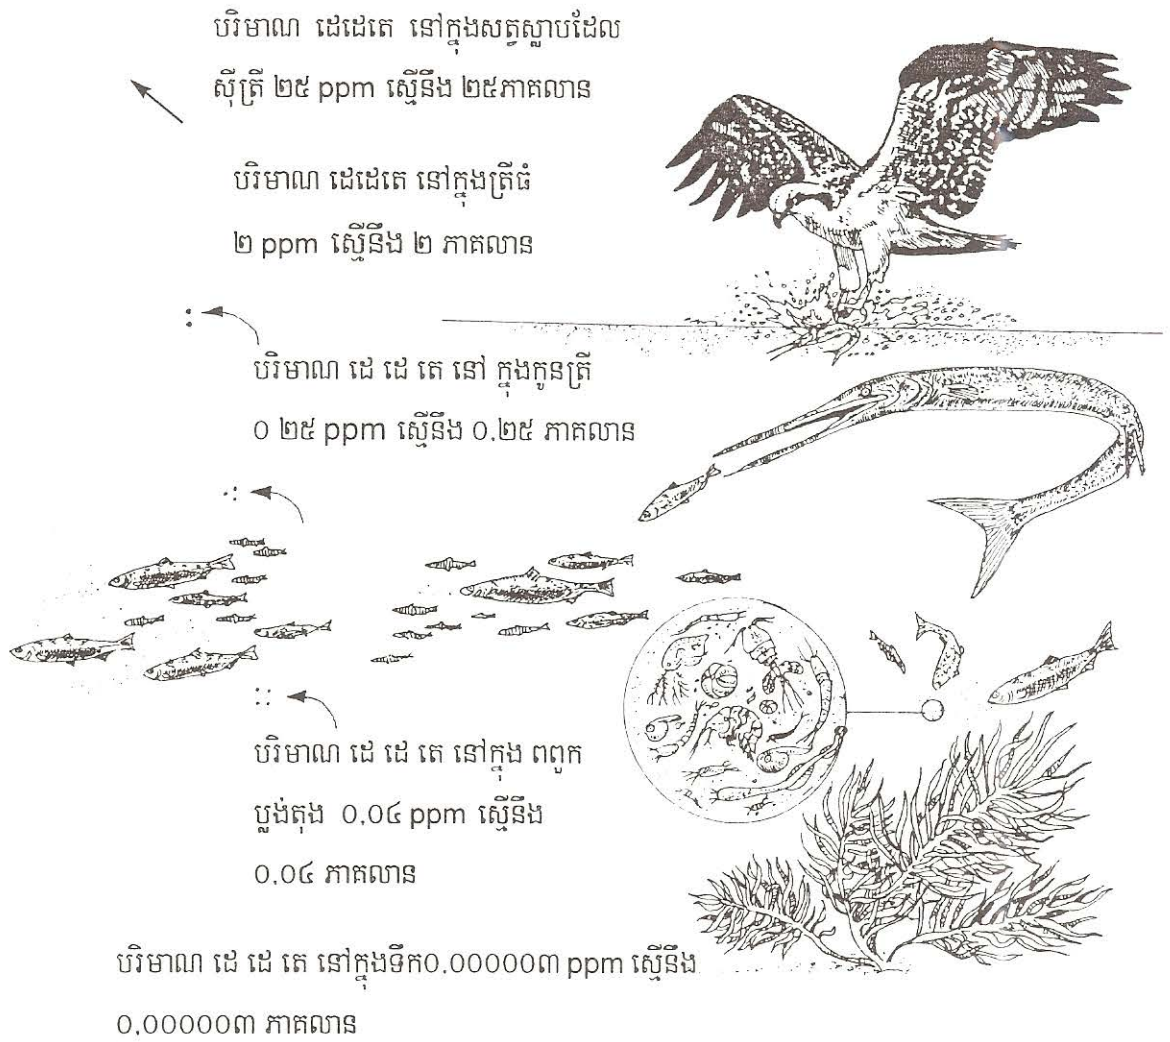 បរិមាណ ដេដេតេ នៅក្នុងសត្វស្លាបដែល
ស៊ីត្រី ២៥ ppm ស្មើនឹង ២៥ភាគលាន
បរិមាណ ដេដេតេ នៅក្នុងត្រីធំ
២ ppm ស្មើនឹង ២ ភាគលាន
បរិមាណ ដេ ដេ តេ នៅ ក្នុងកូនត្រី
០ ២៥ ppm ស្មើនឹង ០,២៥ ភាគលាន
បរិមាណ ដេ ដេ តេ នៅក្នុង ពពួក
ប្លង់តុង ០,០៤ ppm ស្មើនឹង
០,០៤ ភាគលាន
បរិមាណ ដេ ដេ តេ នៅក្នុងទឹក០,០០០០០៣ ppm ស្មើនឹង
០,០០០០០៣ ភាគលាន